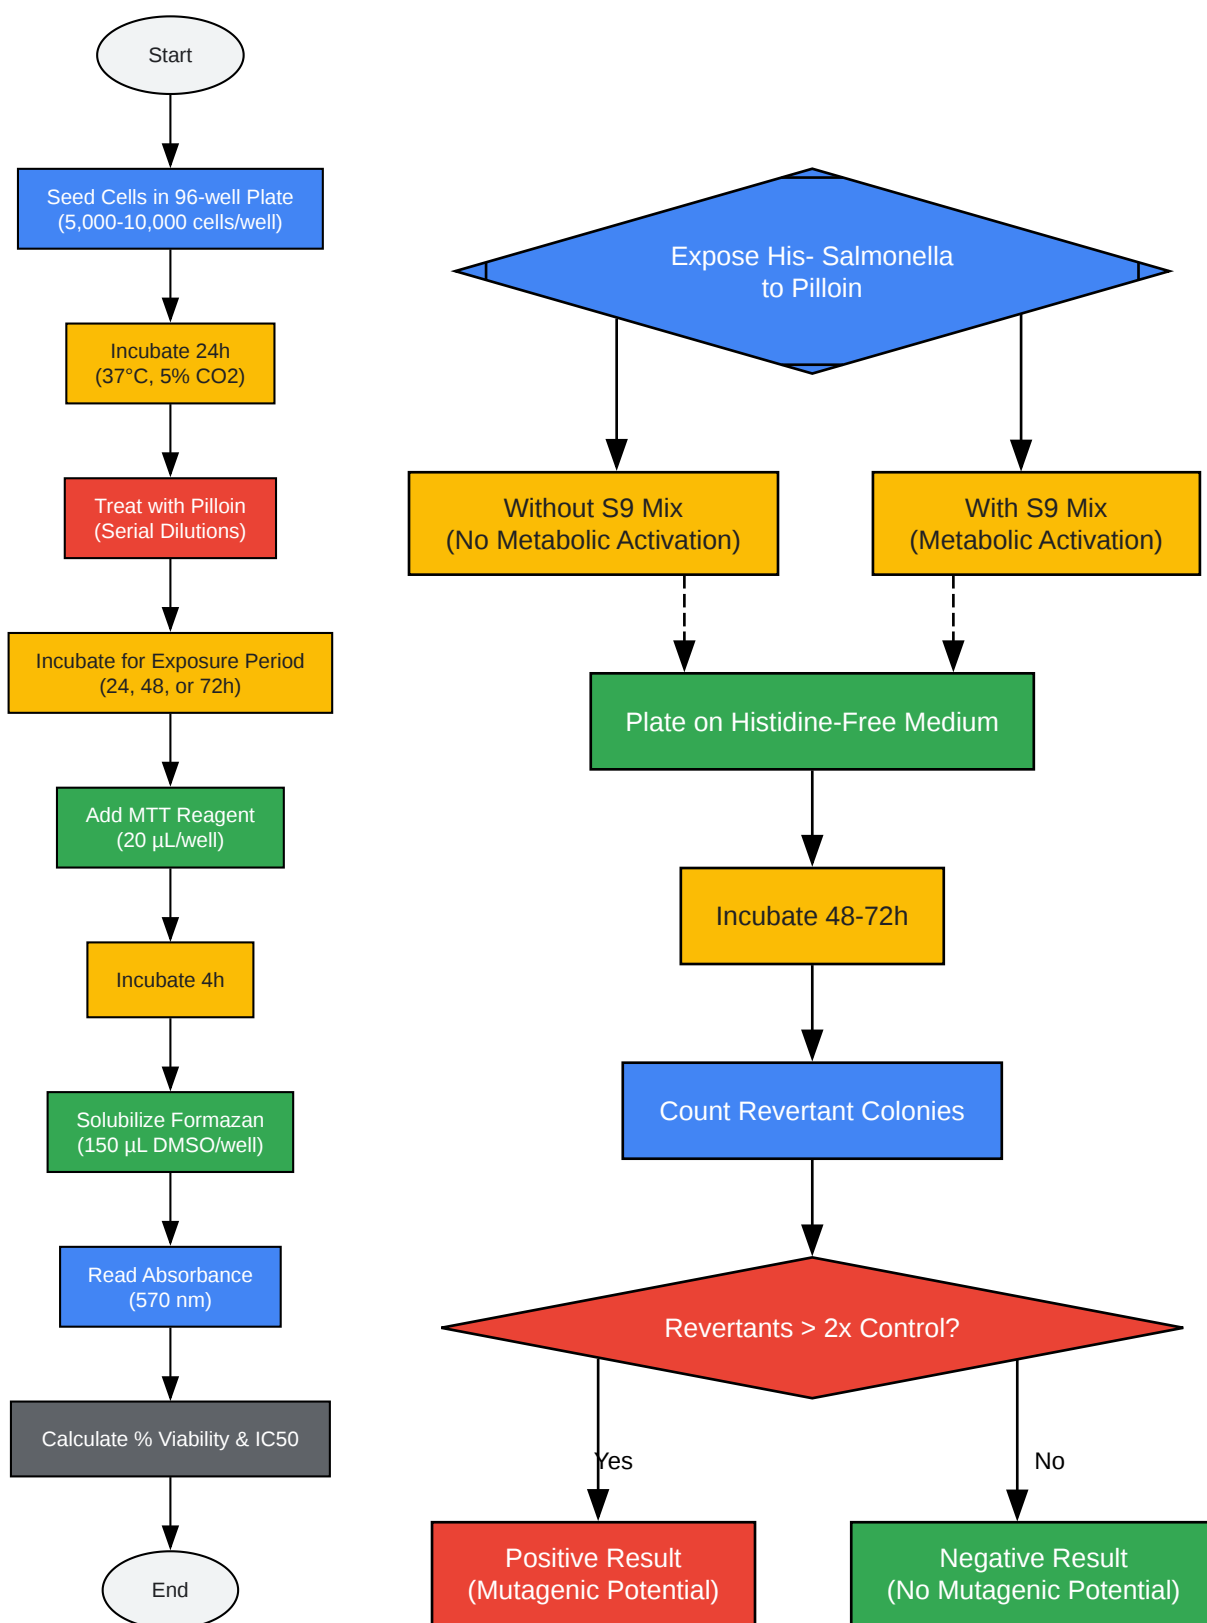 Start
Seed Cells in 96-well Plate
(5,000-10,000 cells/well)
Incubate 24h
(37°C, 5% CO2)
Treat with Pilloin
(Serial Dilutions)
Incubate for Exposure Period
(24, 48, or 72h)
Add MTT Reagent
(20 µL/well)
Incubate 4h
Solubilize Formazan
(150 µL DMSO/well)
Read Absorbance
(570 nm)
Calculate % Viability & IC50
End
Expose His- Salmonella
to Pilloin
Without S9 Mix
(No Metabolic Activation)
With S9 Mix
(Metabolic Activation)
Plate on Histidine-Free Medium
Incubate 48-72h
Count Revertant Colonies
Revertants > 2x Control?
Yes
No
Positive Result
(Mutagenic Potential)
Negative Result
(No Mutagenic Potential)